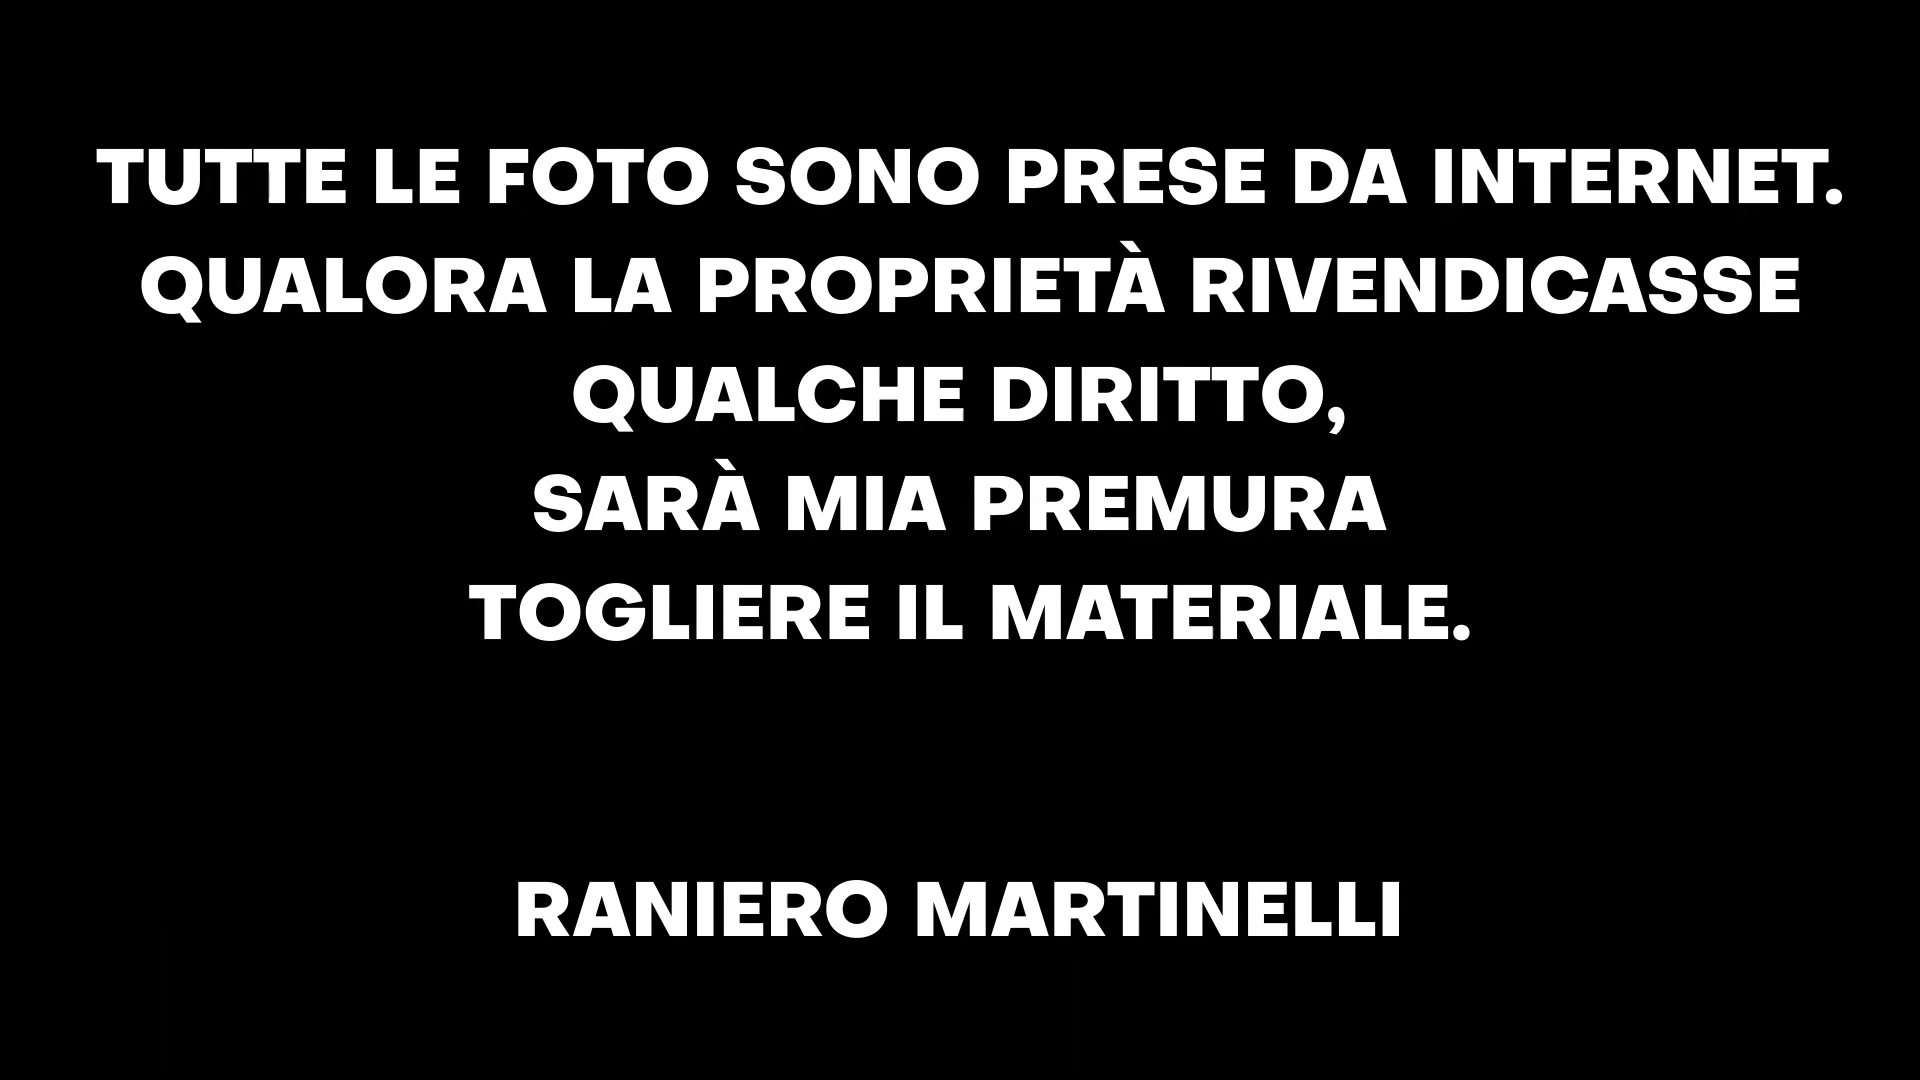 TUTTE LE FOTO SONO PRESE DA INTERNET.
QUALORA LA PROPRIETÀ RIVENDICASSE
QUALCHE DIRITTO,
SARÀ MIA PREMURA
TOGLIERE IL MATERIALE.
RANIERO MARTINELLI